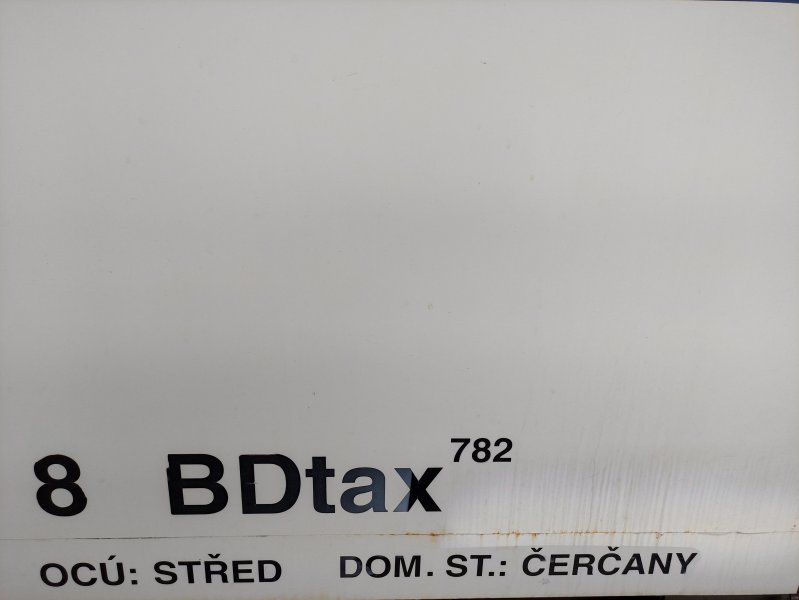 8 BDtax 782
OCÚ: STŘED DOM. ST.: ČERČANY